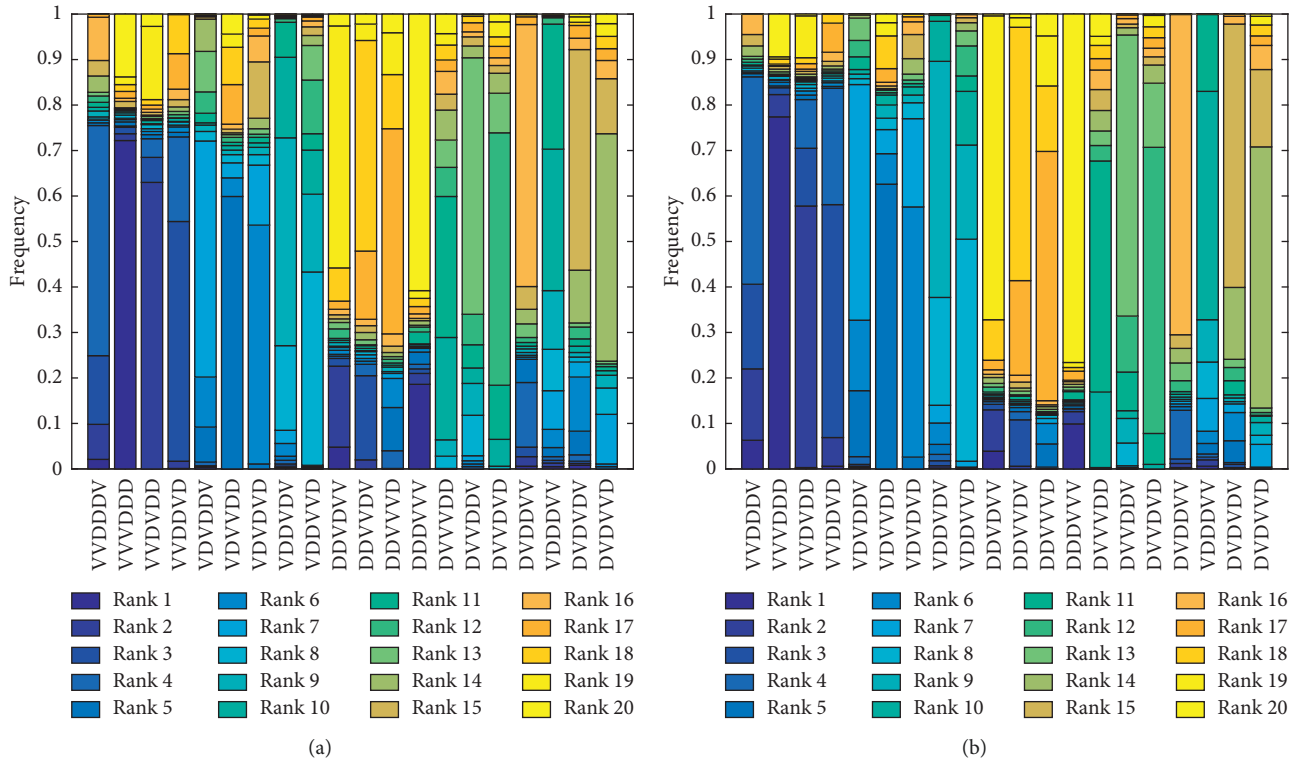 1
0.9
0.8
0.7
0.6
0.5
0.4
0.3
0.2
0.1
0
Frequency
VVDDDV
VVVDDD
VVDVDD
VVDDVD
VDVDDV
VDVVDD
VDVDVD
VDDVDV
VDDVVD
DDVDVV
DDVVDV
DDVVVD
DDDVVV
DVVVDD
DVVDDV
DVVDVD
DVDDVV
VDDDVV
DVDVDV
DVDVVD
Rank 1
Rank 2
Rank 3
Rank 4
Rank 5
Rank 6
Rank 7
Rank 8
Rank 9
Rank 10
Rank 11
Rank 12
Rank 13
Rank 14
Rank 15
Rank 16
Rank 17
Rank 18
Rank 19
Rank 20
(a)
1
0.9
0.8
0.7
0.6
0.5
0.4
0.3
0.2
0.1
0
Frequency
VVDDDV
VVVDDD
VVDVDD
VVDDVD
VDVDDV
VDVVDD
VDVDVD
VDDVDV
VDDVVD
DDVDVV
DDVVDV
DDVVVD
DDDVVV
DVVVDD
DVVDDV
DVVDVD
DVDDVV
VDDDVV
DVDVDV
DVDVVD
Rank 1
Rank 2
Rank 3
Rank 4
Rank 5
Rank 6
Rank 7
Rank 8
Rank 9
Rank 10
Rank 11
Rank 12
Rank 13
Rank 14
Rank 15
Rank 16
Rank 17
Rank 18
Rank 19
Rank 20
(b)